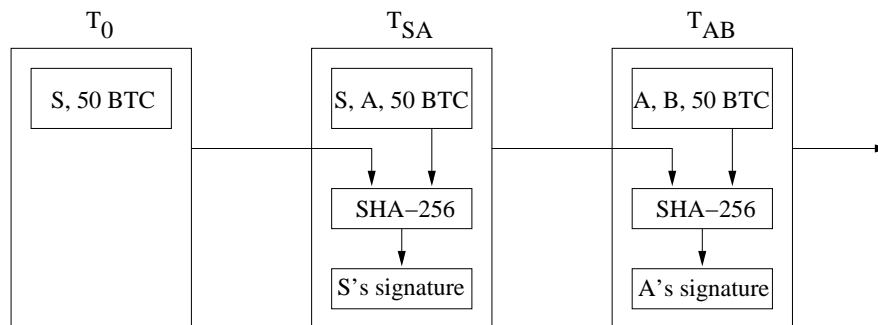 T0
TSA
TAB
S, 50 BTC
S, A, 50 BTC
A, B, 50 BTC
SHA−256
SHA−256
S's signature
A's signature